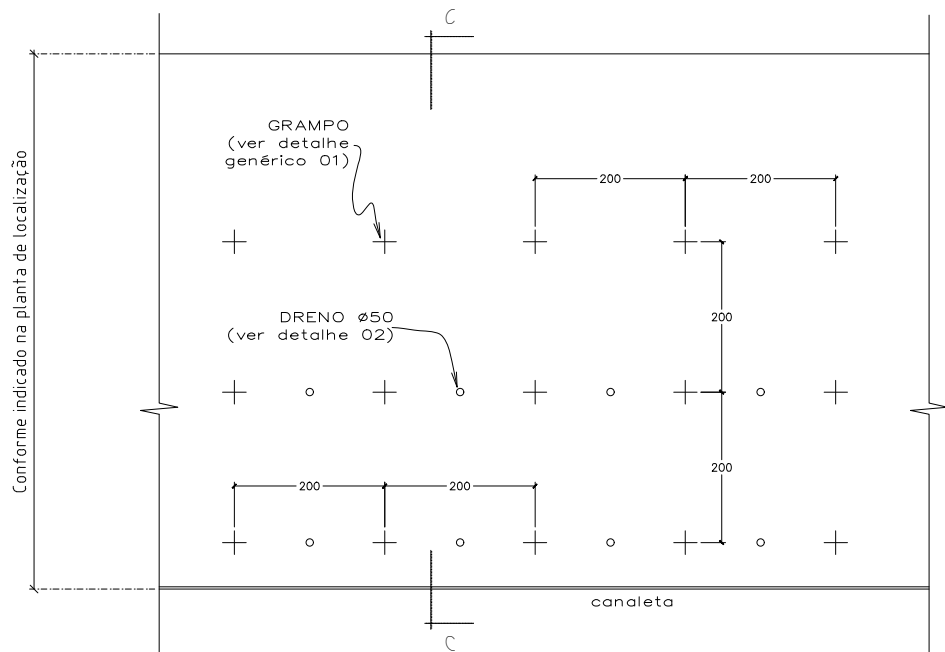 C
GRAMPO
(ver detalhe
genérico 01)
200
200
DRENO ø50
(ver detalhe 02)
200
200
200
200
Conforme indicado na planta de localização
canaleta
C